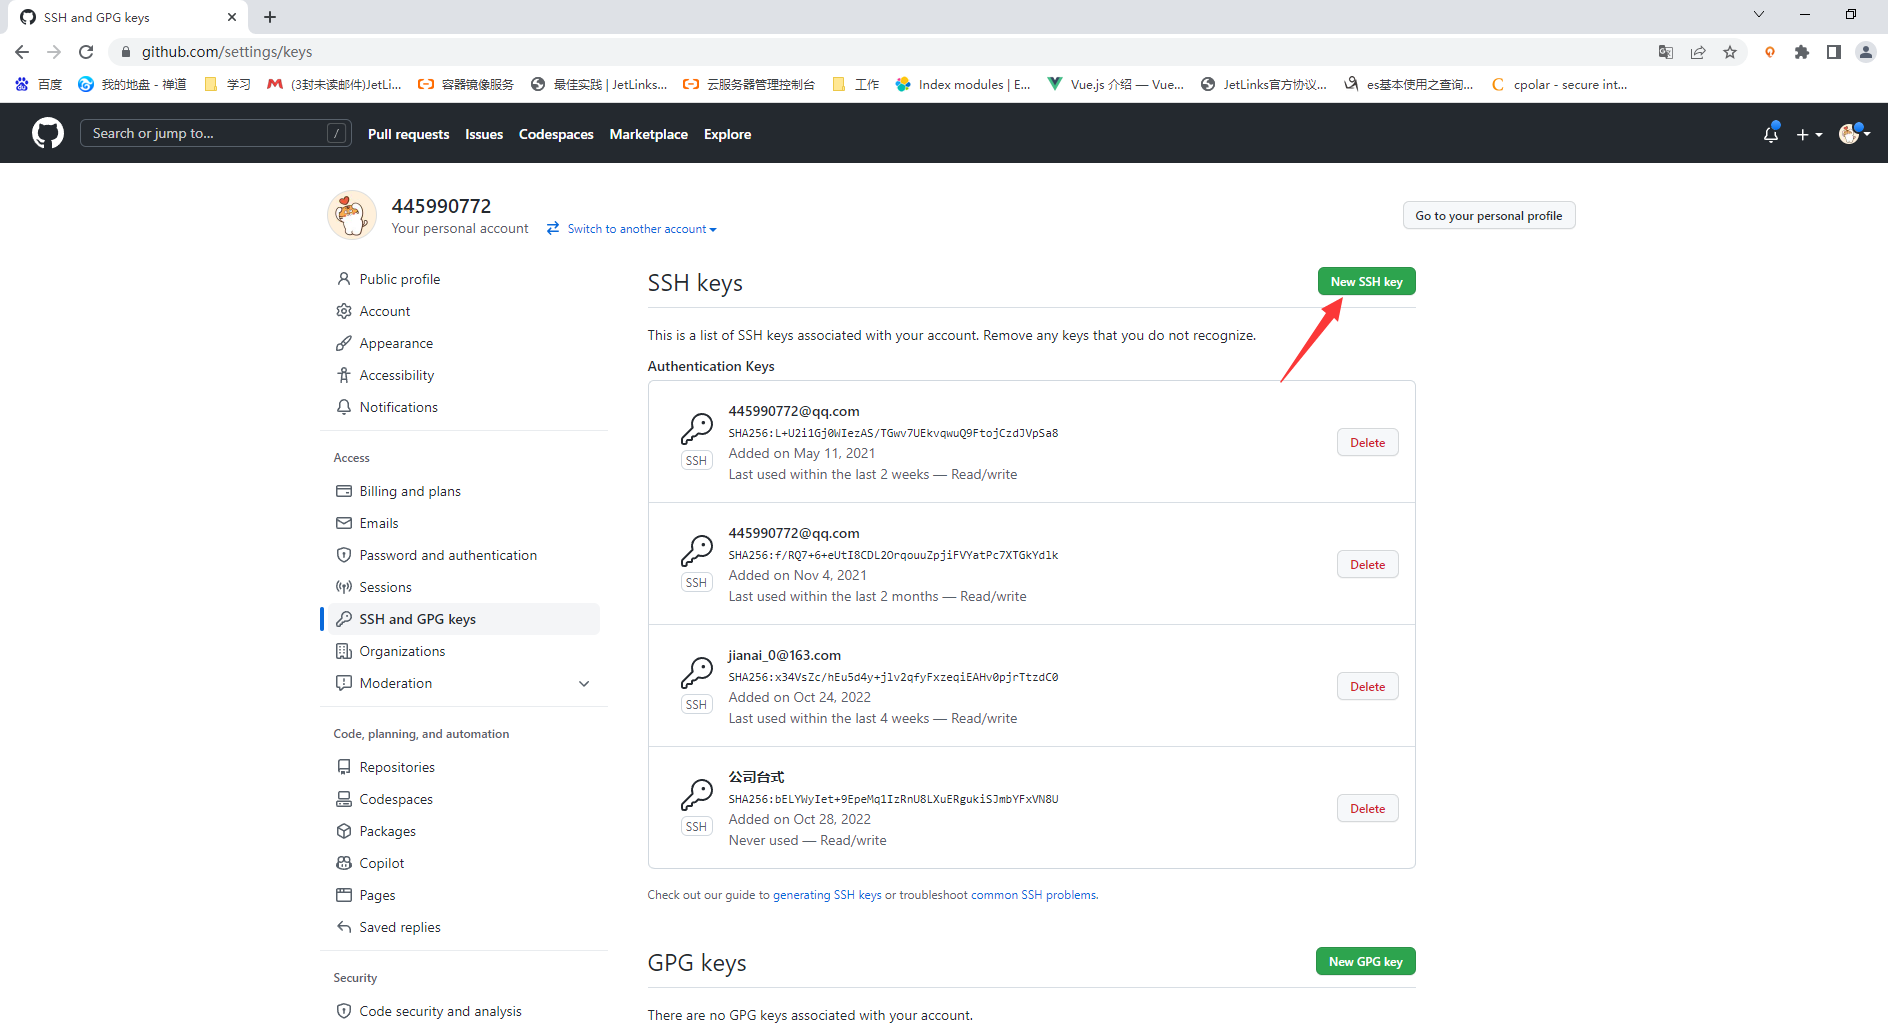 SSH and GPG keys
github.com/settings/keys
百度
我的地盘 - 禅道
学习
(3封未读邮件)JetLi...
容器镜像服务
最佳实践 | JetLinks...
云服务器管理控制台
工作
Index modules | E...
Vue.js 介绍 — Vue...
JetLinks官方协议...
es基本使用之查询...
cpolar - secure int...
Search or jump to...
/
Pull requests
Issues
Codespaces
Marketplace
Explore
445990772
Your personal account
Switch to another account
Go to your personal profile
Public profile
Account
Appearance
Accessibility
Notifications
Access
Billing and plans
Emails
Password and authentication
Sessions
SSH and GPG keys
Organizations
Moderation
Code, planning, and automation
Repositories
Codespaces
Packages
Copilot
Pages
Saved replies
Security
Code security and analysis
SSH keys
New SSH key
This is a list of SSH keys associated with your account. Remove any keys that you do not recognize.
Authentication Keys
445990772@qq.com
SHA256:L+U2i1Gj0WIezAS/TGwv7UEkvqwuQ9FtojCzdJVpSa8
Added on May 11, 2021
Last used within the last 2 weeks — Read/write
SSH
Delete
445990772@qq.com
SHA256:f/RQ7+6+eUtI8CDL2OrqouuZpjiFVYatPc7XTGkYdlk
Added on Nov 4, 2021
Last used within the last 2 months — Read/write
SSH
Delete
jianai_0@163.com
SHA256:x34VsZc/hEu5d4y+jlv2qfyFxzeqiEAHv0pjrTtzdC0
Added on Oct 24, 2022
Last used within the last 4 weeks — Read/write
SSH
Delete
公司台式
SHA256:bELYWyIet+9EpeMq1IzRnU8LXuERgukiSJmbYFxVN8U
Added on Oct 28, 2022
Never used — Read/write
SSH
Delete
Check out our guide to generating SSH keys or troubleshoot common SSH problems.
GPG keys
New GPG key
There are no GPG keys associated with your account.